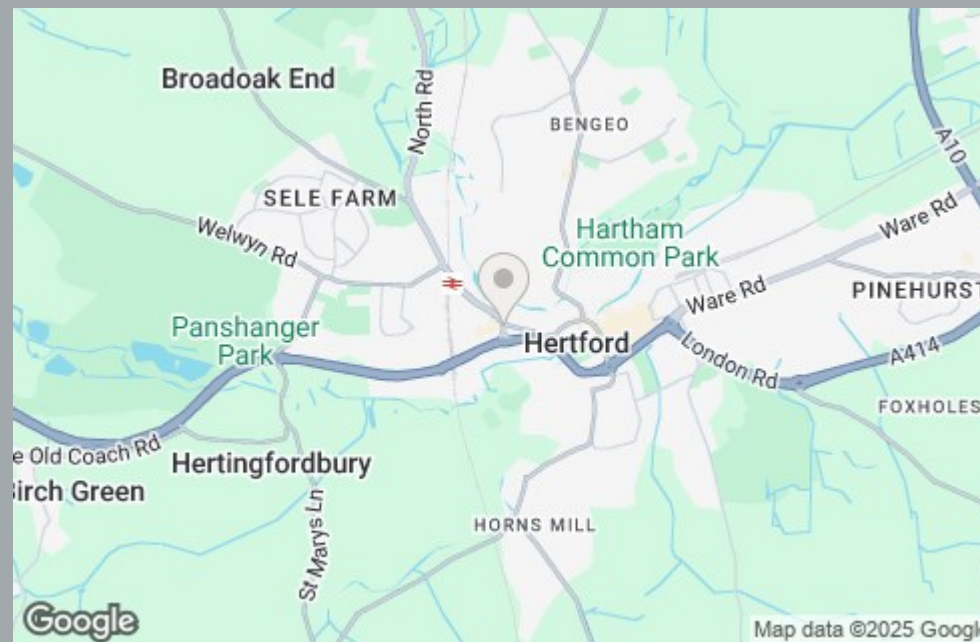 Broadoak End
North Rd
BENGEO
A10
SELE FARM
Welwyn Rd
Hartham
Common Park
Ware Rd
Ware Rd
PINEHURST
Panshanger
Park
Hertford
London Rd
A414
FOXHOLES
e Old Coach Rd
Birch Green
Hertingfordbury
St Marys Ln
HORNS MILL
Google
Map data ©2025 Google